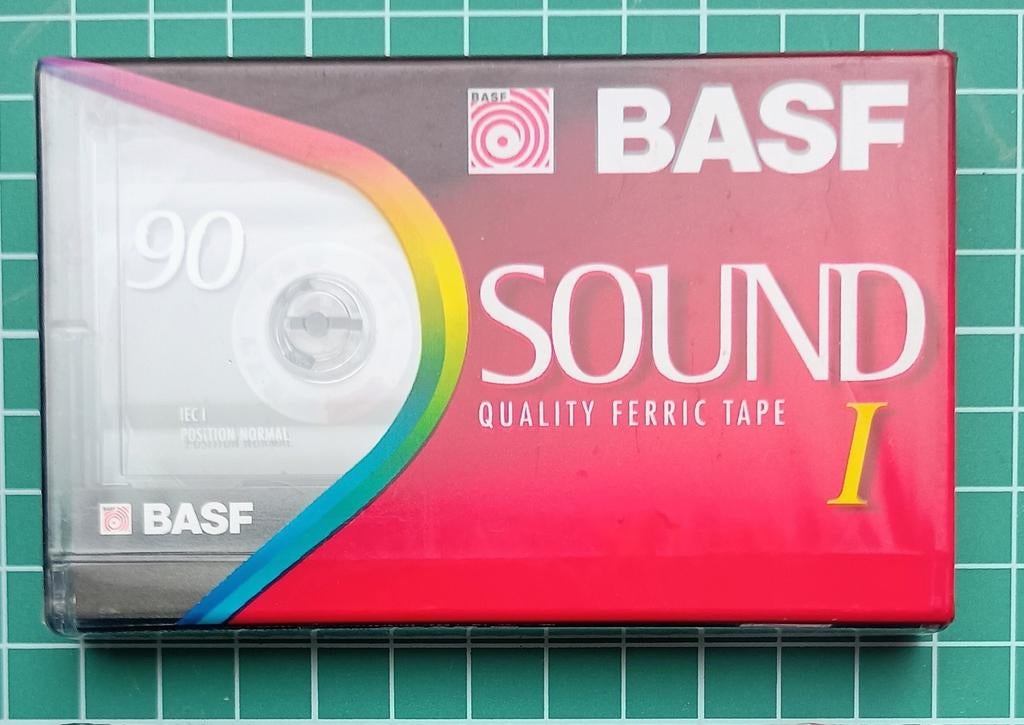 BASF
BASF
90
SOUND
QUALITY FERRIC TAPE
I
IEC I
POSITION NORMAL
BASF